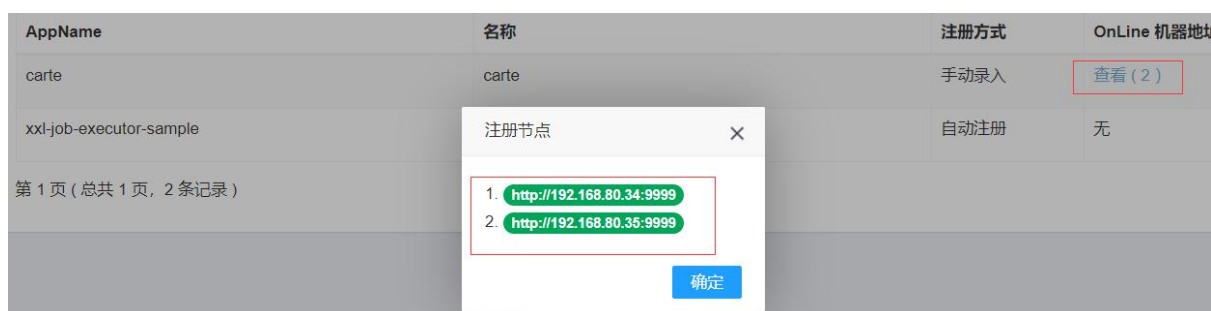 AppName 名称 注册方式 OnLine 机器地址
carte carte 手动录入 查看 ( 2 )
xxl-job-executor-sample 自动注册 无
第 1 页 ( 总共 1 页，2 条记录 )
注册节点 ×
1. http://192.168.80.34:9999
2. http://192.168.80.35:9999
确定